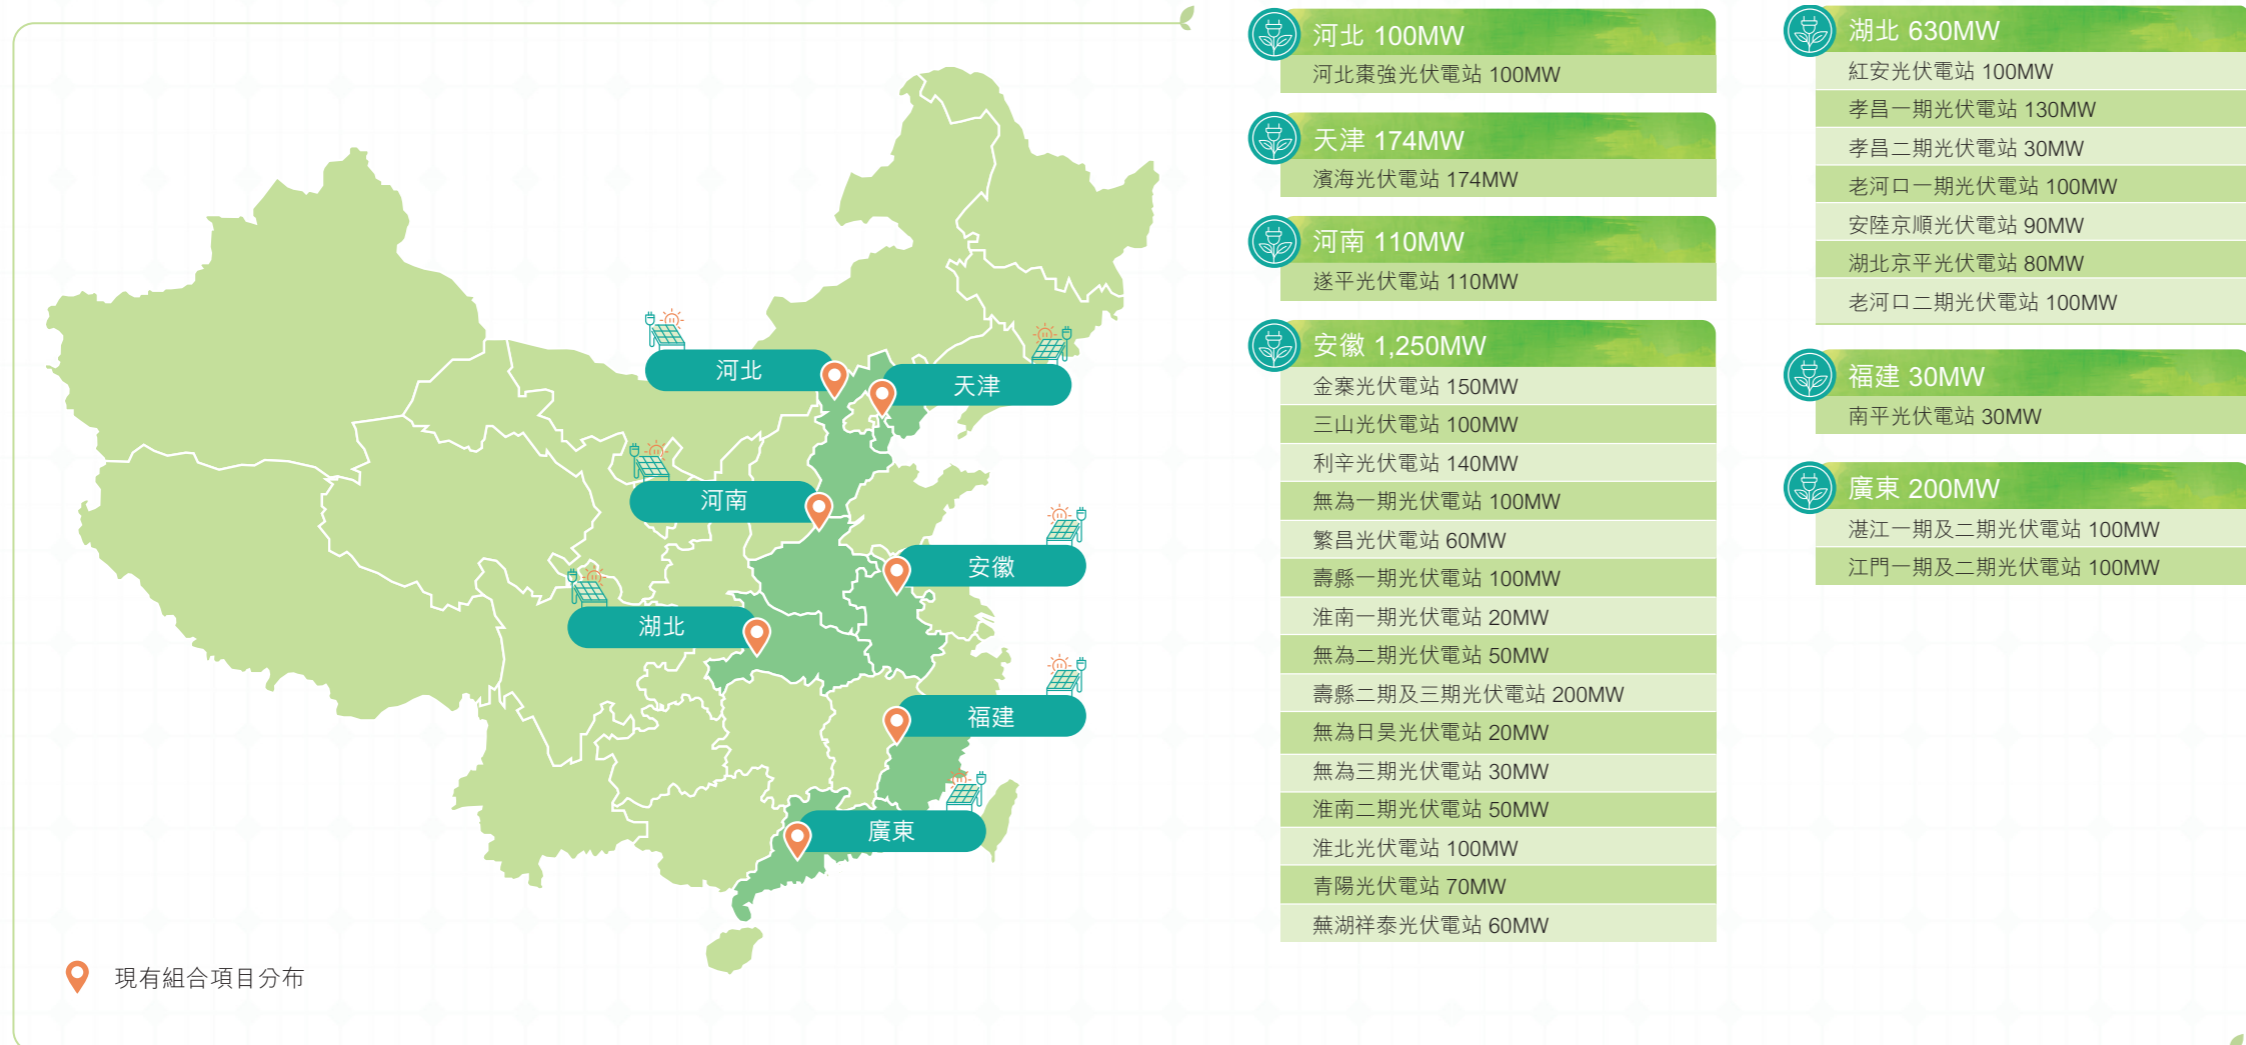 河北
天津
河南
安徽
湖北
福建
廣東
現有組合項目分布
河北 100MW
河北棗強光伏電站 100MW
天津 174MW
濱海光伏電站 174MW
河南 110MW
遂平光伏電站 110MW
安徽 1,250MW
金寨光伏電站 150MW
三山光伏電站 100MW
利辛光伏電站 140MW
無為一期光伏電站 100MW
繁昌光伏電站 60MW
壽縣一期光伏電站 100MW
淮南一期光伏電站 20MW
無為二期光伏電站 50MW
壽縣二期及三期光伏電站 200MW
無為日昊光伏電站 20MW
無為三期光伏電站 30MW
淮南二期光伏電站 50MW
淮北光伏電站 100MW
青陽光伏電站 70MW
蕪湖祥泰光伏電站 60MW
湖北 630MW
紅安光伏電站 100MW
孝昌一期光伏電站 130MW
孝昌二期光伏電站 30MW
老河口一期光伏電站 100MW
安陸京順光伏電站 90MW
湖北京平光伏電站 80MW
老河口二期光伏電站 100MW
福建 30MW
南平光伏電站 30MW
廣東 200MW
湛江一期及二期光伏電站 100MW
江門一期及二期光伏電站 100MW